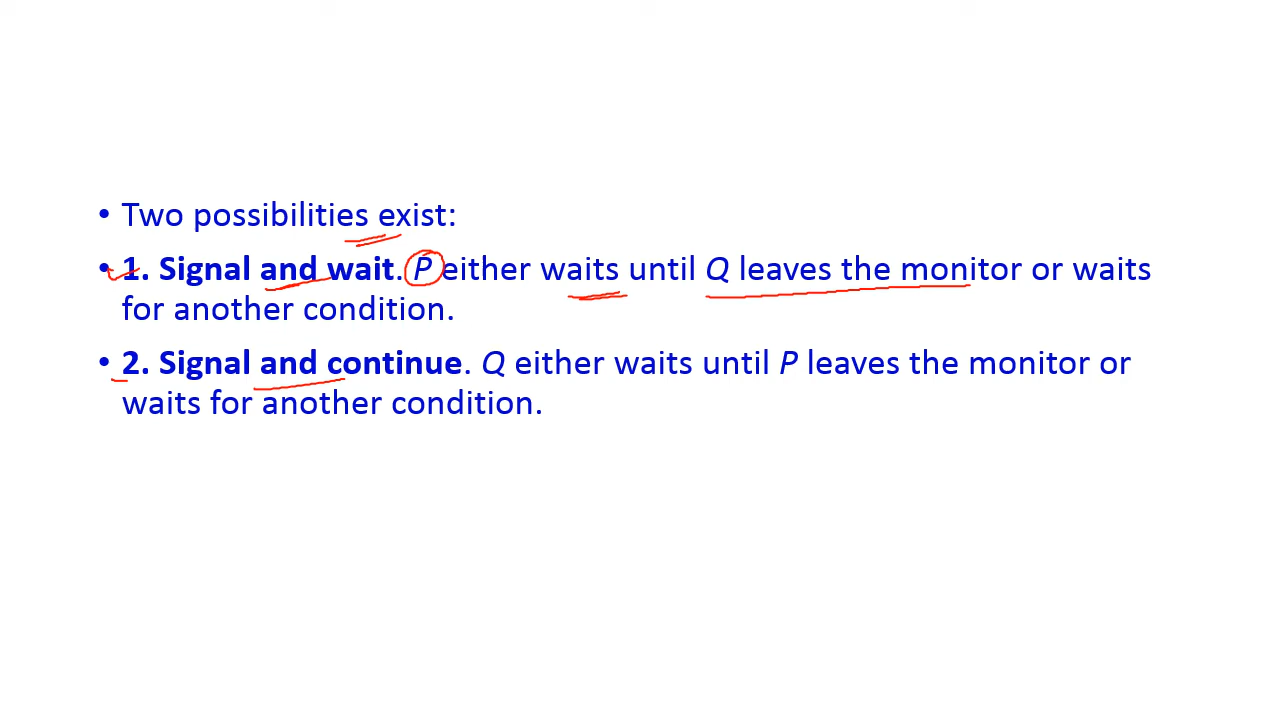 • Two possibilities exist:
• 1. Signal and wait. P either waits until Q leaves the monitor or waits
for another condition.
• 2. Signal and continue. Q either waits until P leaves the monitor or
waits for another condition.